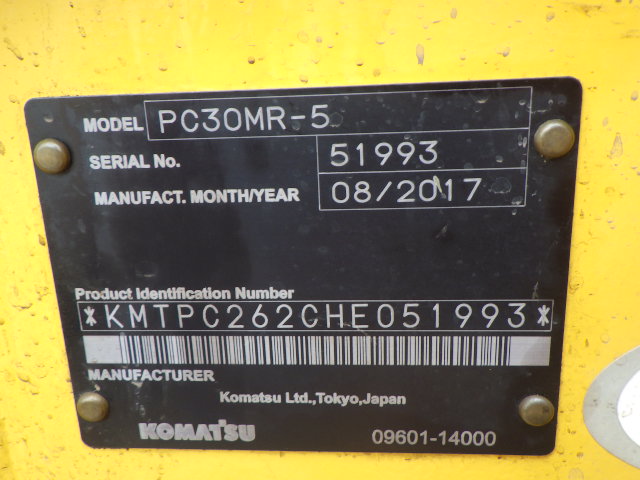 MODEL PC30MR-5
SERIAL No. 51993
MANUFACT. MONTH/YEAR 08/2017
Product Identification Number
*KMTPC262CHE051993*
MANUFACTURER
Komatsu Ltd.,Tokyo,Japan
KOMATSU 09601-14000